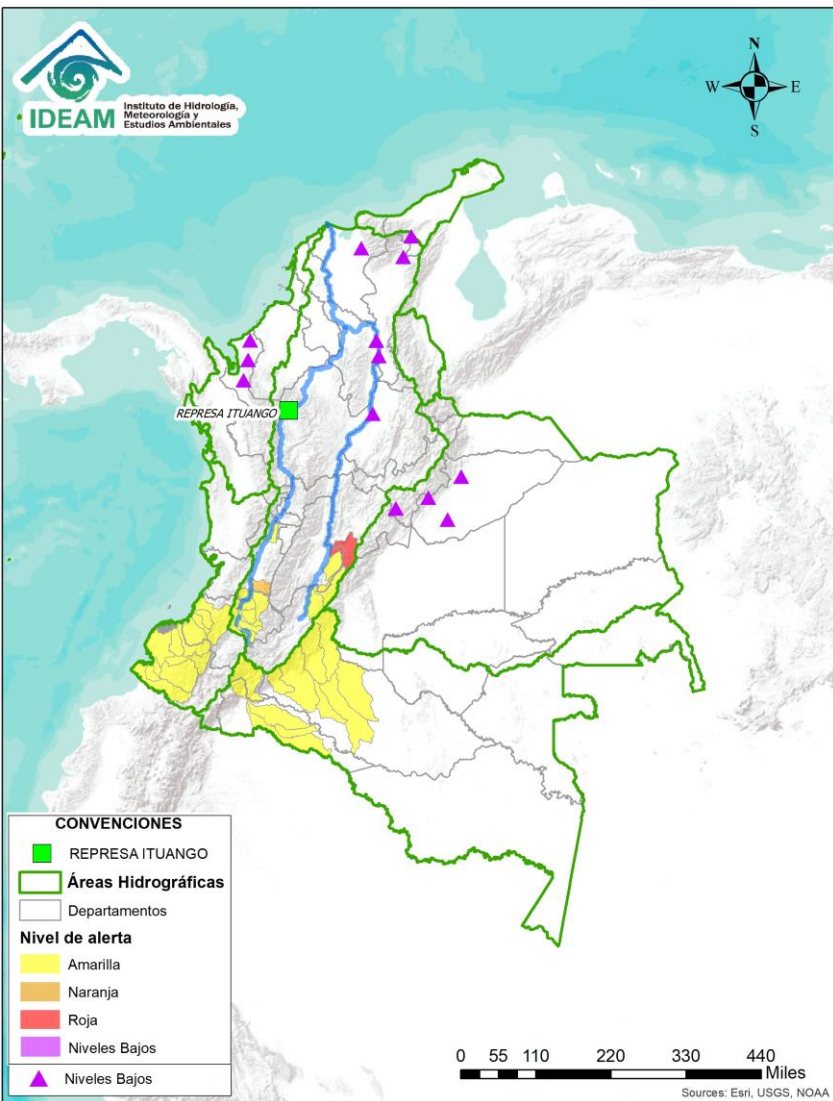 IDEAM
Instituto de Hidrología,
Meteorología y
Estudios Ambientales
N
W
E
S
REPRESA ITUANGO
CONVENCIONES
REPRESA ITUANGO
Áreas Hidrográficas
Departamentos
Nivel de alerta
Amarilla
Naranja
Roja
Niveles Bajos
Niveles Bajos
0 55 110 220 330 440
Miles
Sources: Esri, USGS, NOAA